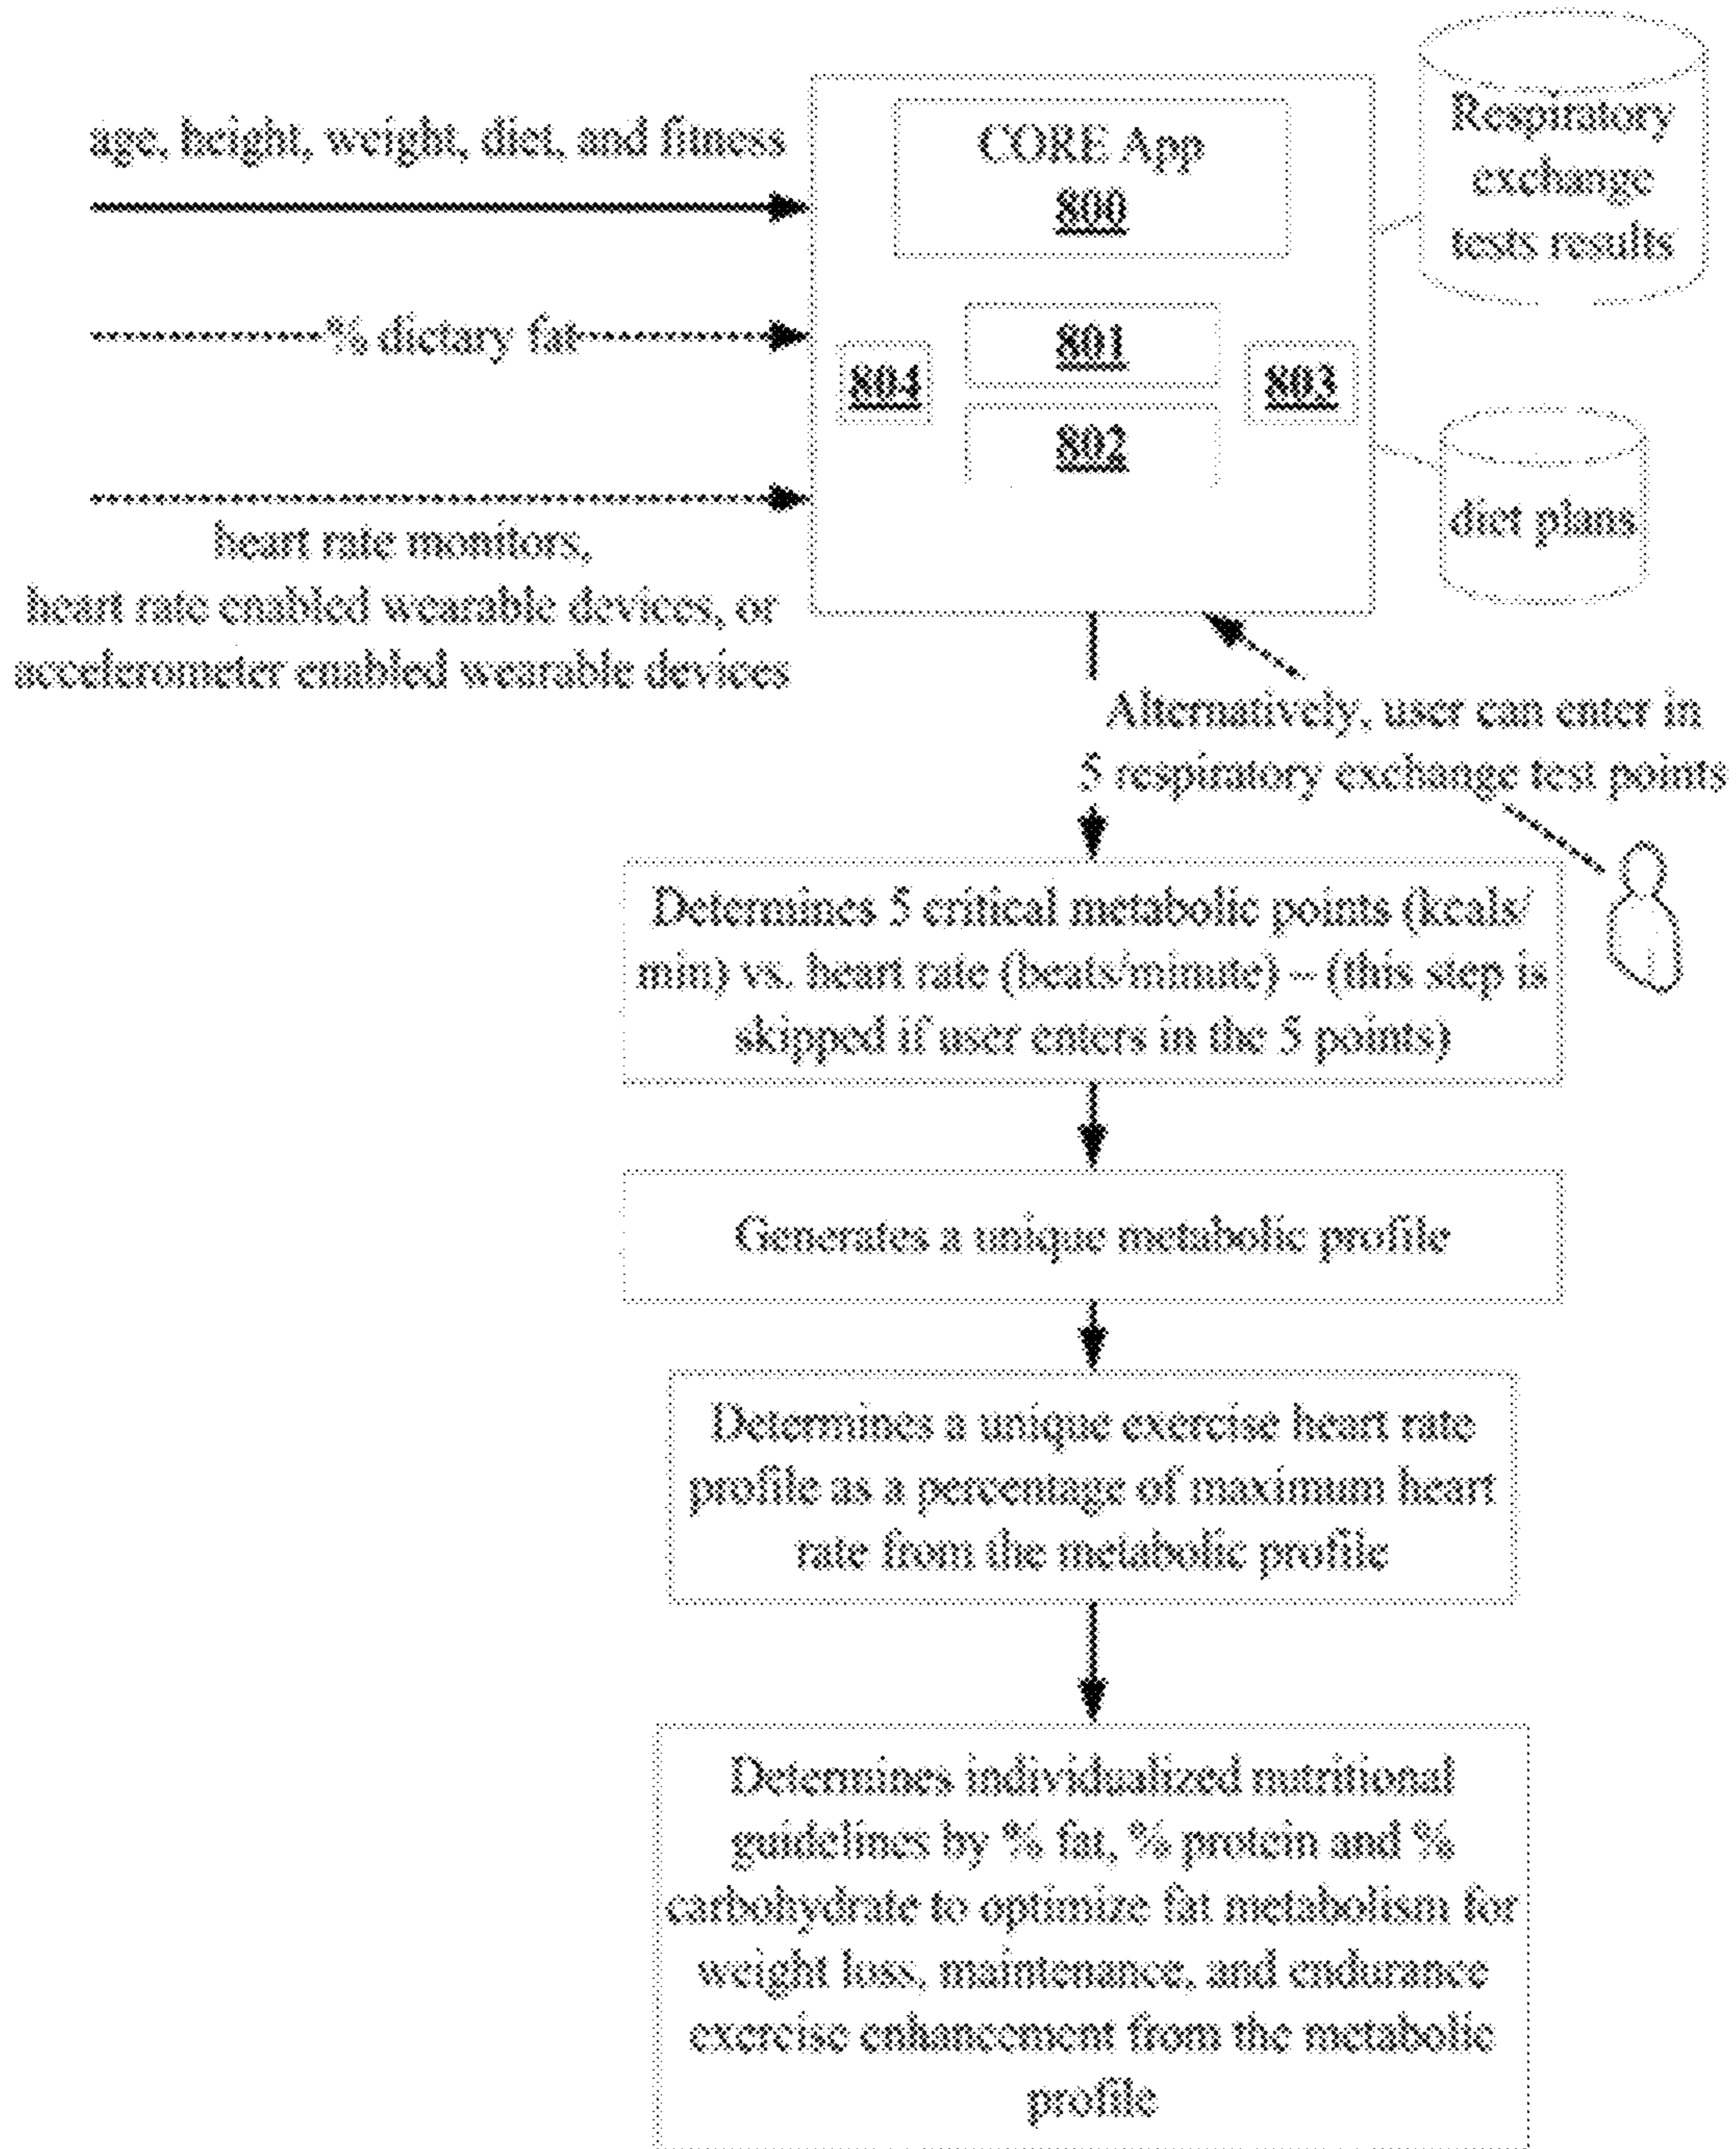 age, height, weight, diet, and fitness
% dietary fat
heart rate monitors,
heart rate enabled wearable devices, or
accelerometer enabled wearable devices
CORE App
800
801
804
803
802
Respiratory
exchange
tests results
diet plans
Alternatively, user can enter in
5 respiratory exchange test points
Determines 5 critical metabolic points (kcals/
min) vs. heart rate (beats/minute) – (this step is
skipped if user enters in the 5 points)
Generates a unique metabolic profile
Determines a unique exercise heart rate
profile as a percentage of maximum heart
rate from the metabolic profile
Determines individualized nutritional
guidelines by % fat, % protein and %
carbohydrate to optimize fat metabolism for
weight loss, maintenance, and endurance
exercise enhancement from the metabolic
profile